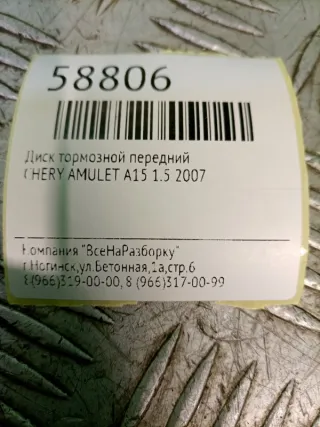 58806
Диск тормозной передний
CHERY AMULET A15 1.5 2007
Компания "ВсеНаРазборку"
г.Ногинск,ул.Бетонная,1а,стр.6
8(966)319-00-00, 8 (966)317-00-99